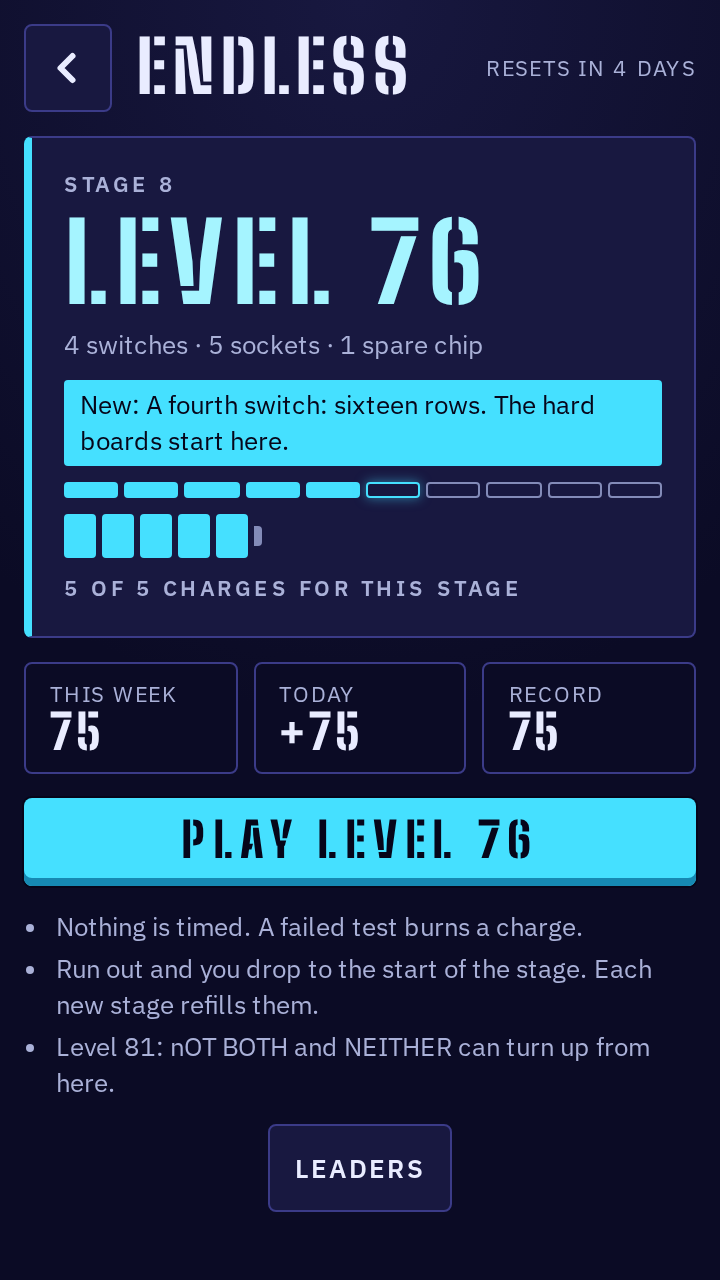 ENDLESS
RESETS IN 4 DAYS
STAGE 8
LEVEL 76
4 switches · 5 sockets · 1 spare chip
New: A fourth switch: sixteen rows. The hard
boards start here.
5 OF 5 CHARGES FOR THIS STAGE
THIS WEEK
75
TODAY
+75
RECORD
75
PLAY LEVEL 76
• Nothing is timed. A failed test burns a charge.
• Run out and you drop to the start of the stage. Each
new stage refills them.
• Level 81: nOT BOTH and NEITHER can turn up from
here.
LEADERS